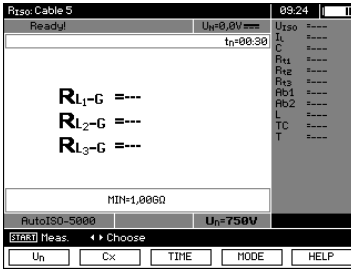 RISO: Cable 5 09:24
Ready! UN=0,0V
tn=00:30
RL1-G =---
RL2-G =---
RL3-G =---
MIN=1,00GΩ
AutoISO-5000 Un=750V
UISO =---
IL =---
C =---
Rt1 =---
Rt2 =---
Rt3 =---
Ab1 =---
Ab2 =---
L =---
TC =---
T =---
START Meas. Choose
Un Cx TIME MODE HELP